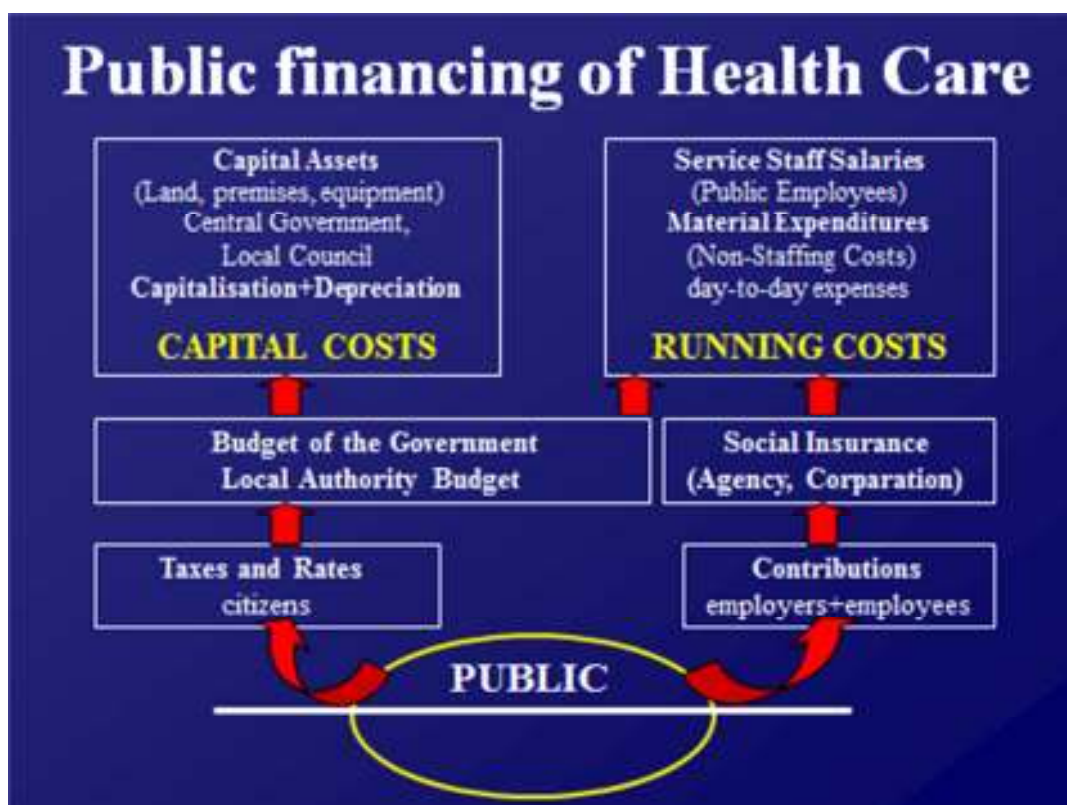 Public financing of Health Care
Capital Assets
(Land, premises, equipment)
Central Government,
Local Council
Capitalisation+Depreciation
CAPITAL COSTS
Service Staff Salaries
(Public Employees)
Material Expenditures
(Non-Staffing Costs)
day-to-day expenses
RUNNING COSTS
Budget of the Government
Local Authority Budget
Social Insurance
(Agency, Corparation)
Taxes and Rates
citizens
Contributions
employers+employees
PUBLIC